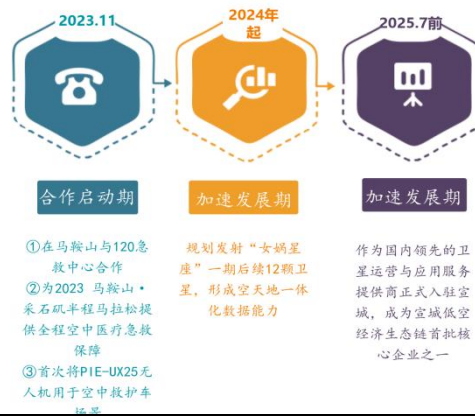 2023.11
合作启动期
①在马鞍山与120急
救中心合作
②为2023 马鞍山·
采石矶半程马拉松提
供全程空中医疗急救
保障
③首次将PIE-UX25无
人机用于空中救护车
场景
2024年
起
加速发展期
规划发射“女娲星
座”一期后续12颗卫
星，形成空天地一体
化数据能力
2025.7前
加速发展期
作为国内领先的卫
星运营与应用服务
提供商正式入驻宣
城，成为宣城低空
经济生态链首批核
心企业之一